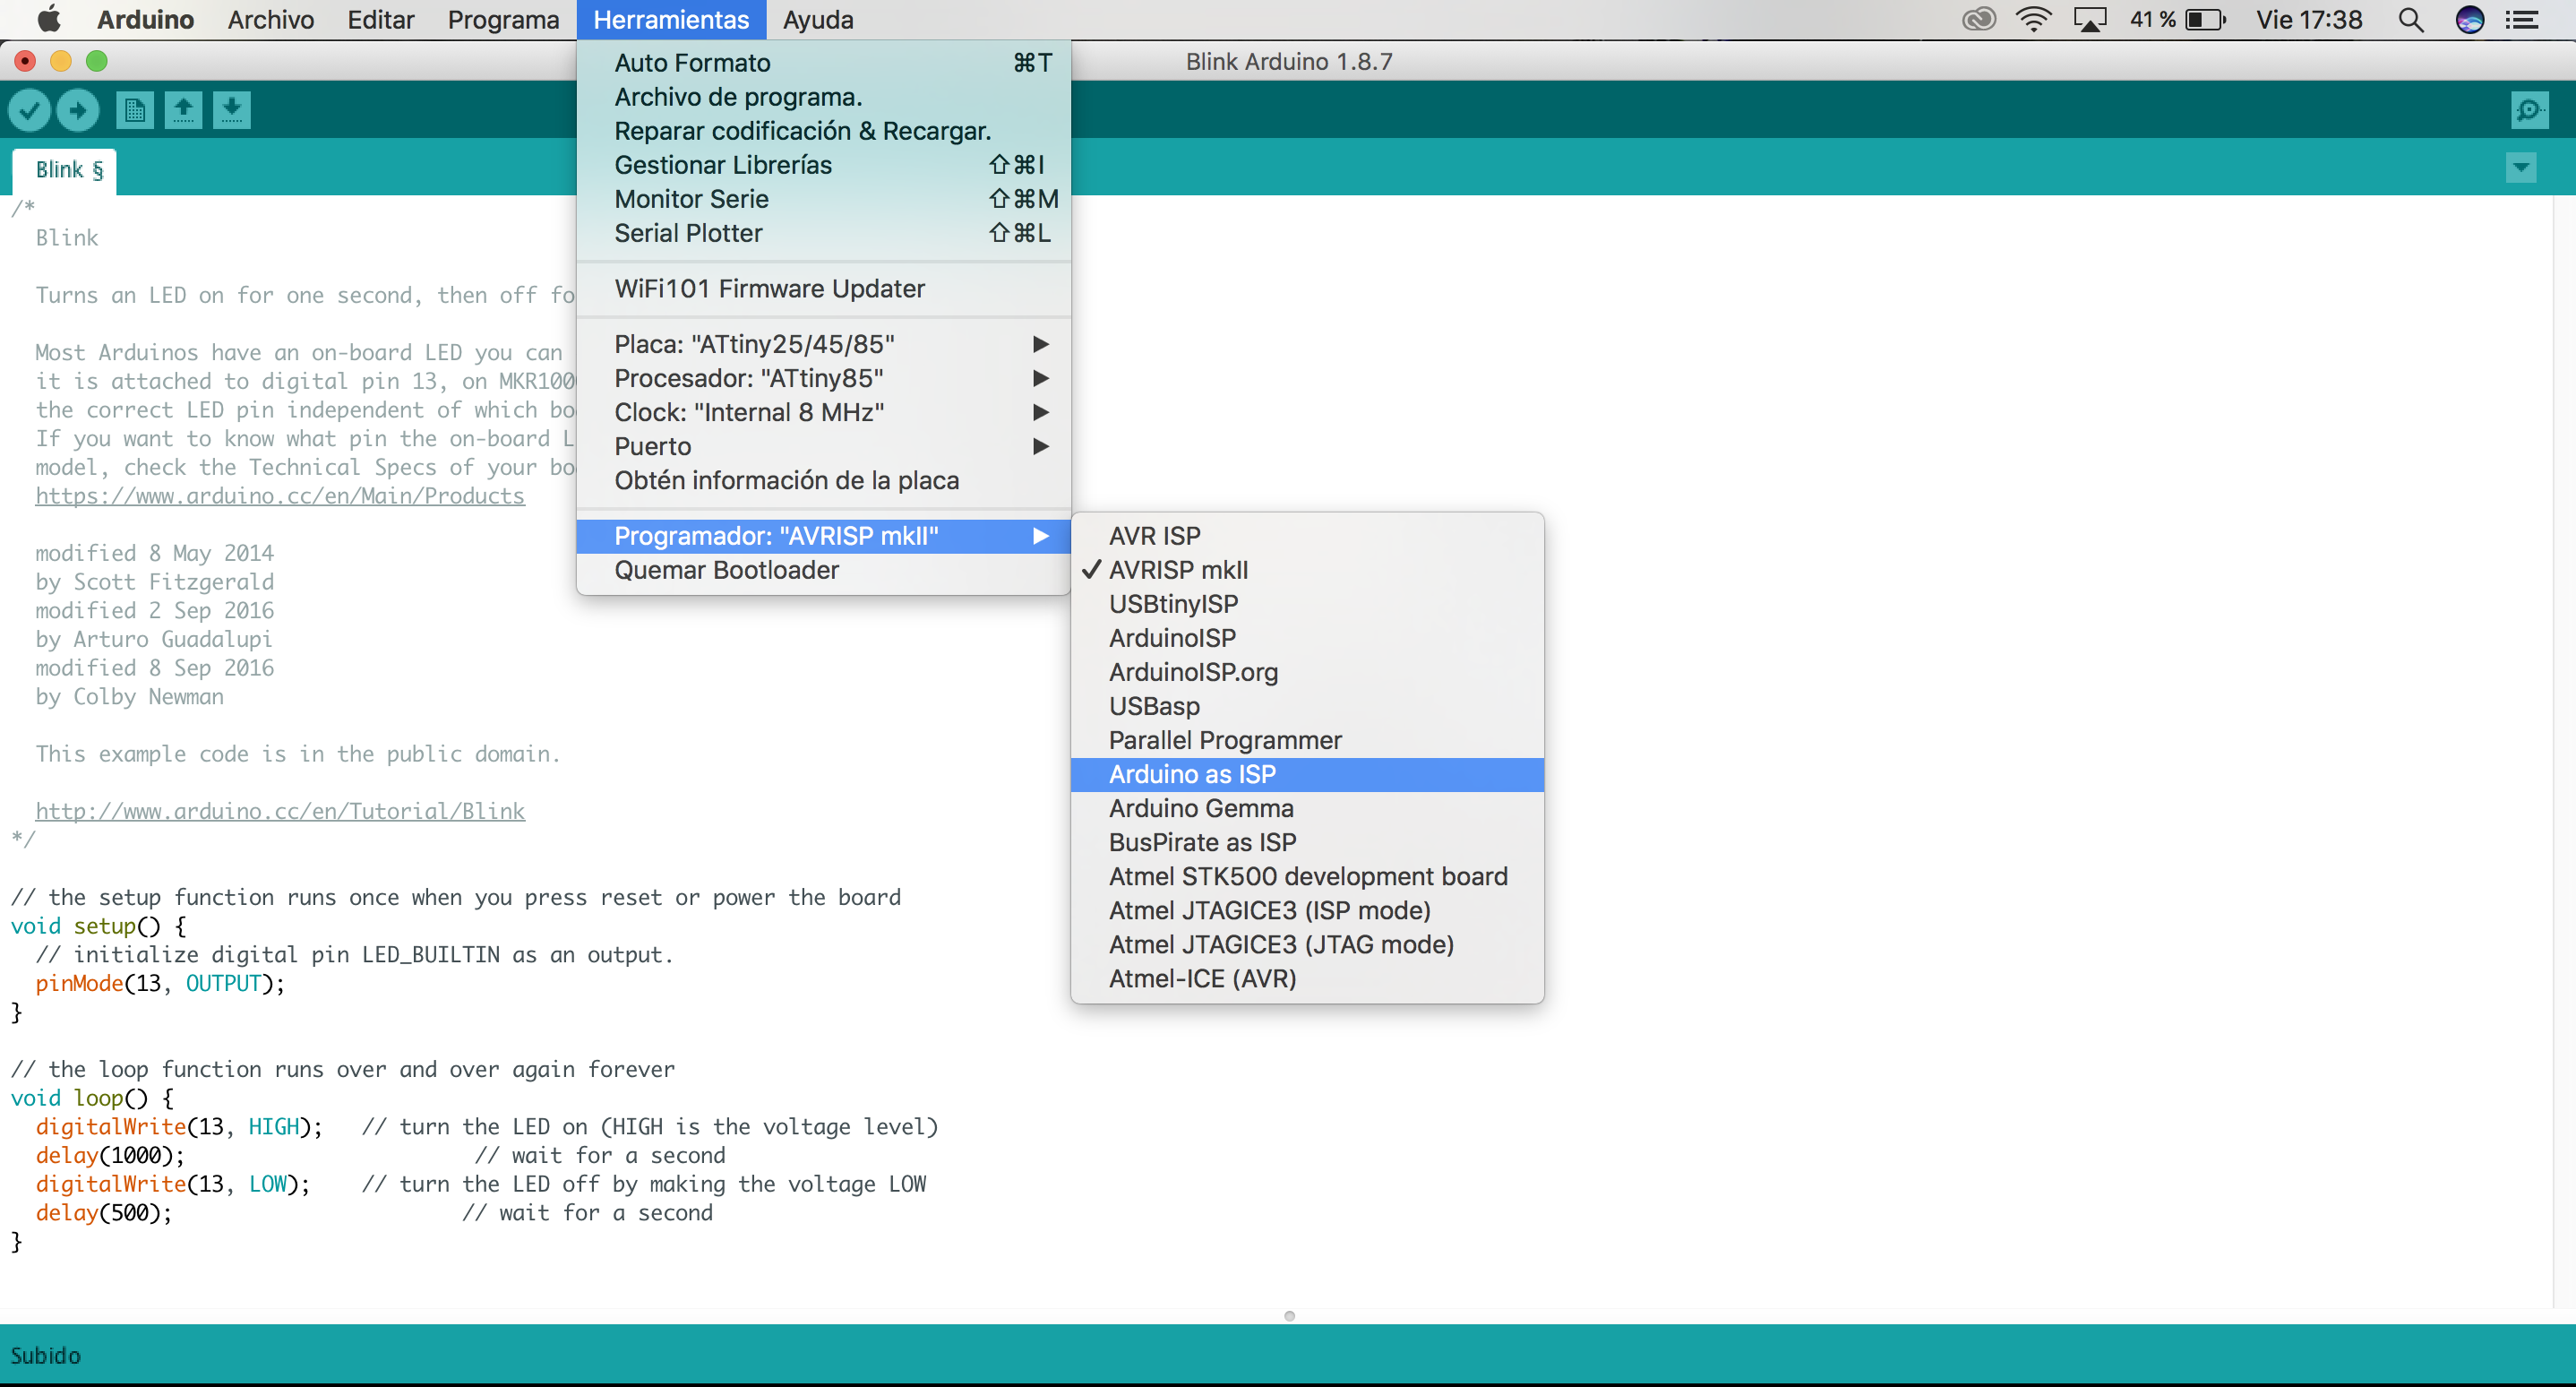 Arduino Archivo Editar Programa Herramientas Ayuda 41 % Vie 17:38
Blink Arduino 1.8.7
Auto Formato ⌘T
Archivo de programa.
Reparar codificación & Recargar.
Gestionar Librerías ⇧⌘I
Monitor Serie ⇧⌘M
Serial Plotter ⇧⌘L
WiFi101 Firmware Updater
Placa: "ATtiny25/45/85"
Procesador: "ATtiny85"
Clock: "Internal 8 MHz"
Puerto
Obtén información de la placa
Programador: "AVRISP mkII"
Quemar Bootloader
AVR ISP
✓ AVRISP mkII
USBtinyISP
ArduinoISP
ArduinoISP.org
USBasp
Parallel Programmer
Arduino as ISP
Arduino Gemma
BusPirate as ISP
Atmel STK500 development board
Atmel JTAGICE3 (ISP mode)
Atmel JTAGICE3 (JTAG mode)
Atmel-ICE (AVR)
Blink §
/*
Blink
Turns an LED on for one second, then off fo
Most Arduinos have an on-board LED you can
it is attached to digital pin 13, on MKR100
the correct LED pin independent of which bo
If you want to know what pin the on-board L
model, check the Technical Specs of your bo
https://www.arduino.cc/en/Main/Products
modified 8 May 2014
by Scott Fitzgerald
modified 2 Sep 2016
by Arturo Guadalupi
modified 8 Sep 2016
by Colby Newman
This example code is in the public domain.
http://www.arduino.cc/en/Tutorial/Blink
*/
// the setup function runs once when you press reset or power the board
void setup() {
// initialize digital pin LED_BUILTIN as an output.
pinMode(13, OUTPUT);
}
// the loop function runs over and over again forever
void loop() {
digitalWrite(13, HIGH); // turn the LED on (HIGH is the voltage level)
delay(1000); // wait for a second
digitalWrite(13, LOW); // turn the LED off by making the voltage LOW
delay(500); // wait for a second
}
Subido